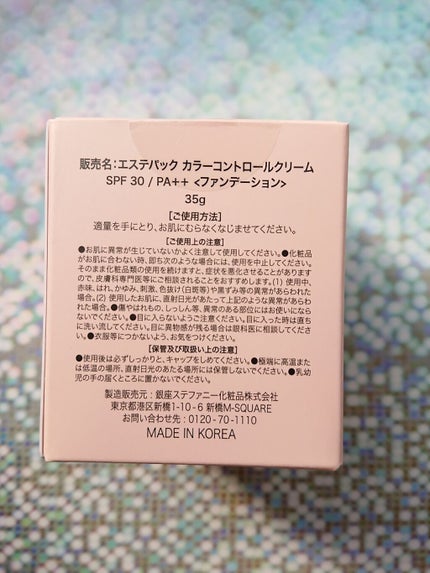 販売名:エステパック カラーコントロールクリーム
SPF 30 / PA++ <ファンデーション>
35g
[ご使用方法]
適量を手にとり、お肌にむらなくなじませてください。
[ご使用上の注意]
●お肌に異常が生じていないかよく注意して使用してください。●化粧品
がお肌に合わない時、即ち次のような場合には、使用を中止してください。
そのまま化粧品類の使用を続けますと、症状を悪化させることがあります
ので、皮膚科専門医等にご相談されることをおすすめします。(1) 使用中、
赤味、はれ、かゆみ、刺激、色抜け(白斑等)や黒ずみ等の異常があらわれた
場合。(2) 使用したお肌に、直射日光があたって上記のような異常があらわ
れた場合。●傷やはれもの、しっしん等、異常のある部位にはお使いになら
ないでください。●目に入らないようご注意ください。目に入った時は直ち
に洗い流してください。目に異物感が残る場合は眼科医に相談してくださ
い。●衣服等につかないよう、お気をつけください。
[保管及び取扱い上の注意]
●使用後は必ずしっかりと、キャップをしめてください。●極端に高温また
は低温の場所、直射日光のあたる場所には保管しないでください。●乳幼
児の手の届くところに置かないでください。
製造販売元:銀座ステファニー化粧品株式会社
東京都港区新橋1-10-6 新橋M-SQUARE
お問い合わせ先:0120-70-1110
MADE IN KOREA